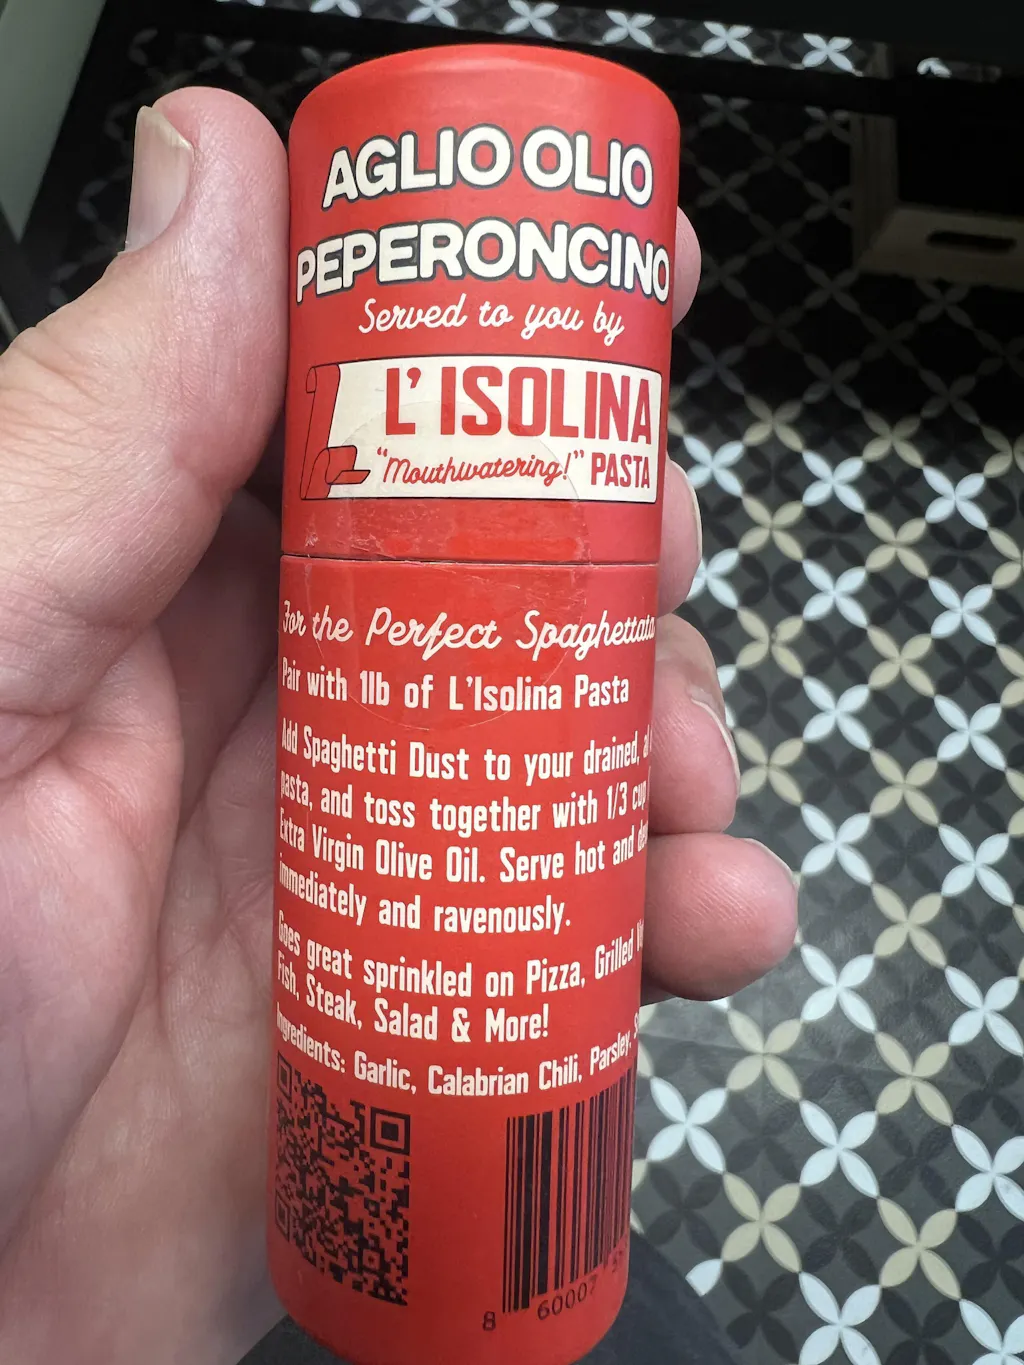 AGLIO OLIO
PEPERONCINO
Served to you by
L'ISOLINA
"Mouthwatering!" PASTA
For the Perfect Spaghettata
Pair with 1lb of L'Isolina Pasta
Add Spaghetti Dust to your drained,
pasta, and toss together with 1/3 cup
Extra Virgin Olive Oil. Serve hot and
immediately and ravenously.
Goes great sprinkled on Pizza, Grilled
Fish, Steak, Salad & More!
Ingredients: Garlic, Calabrian Chili, Parsley,
8 60007